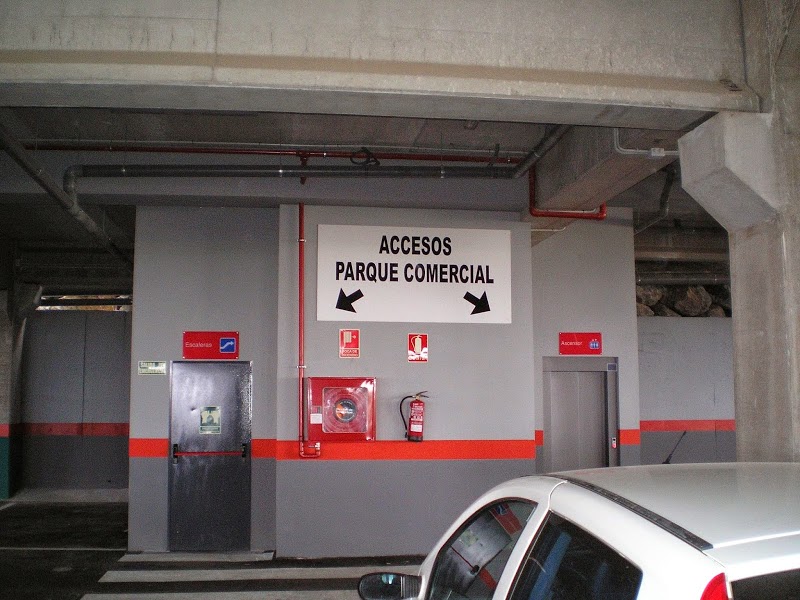 ACCESOS
PARQUE COMERCIAL
Escaleras
Ascensor